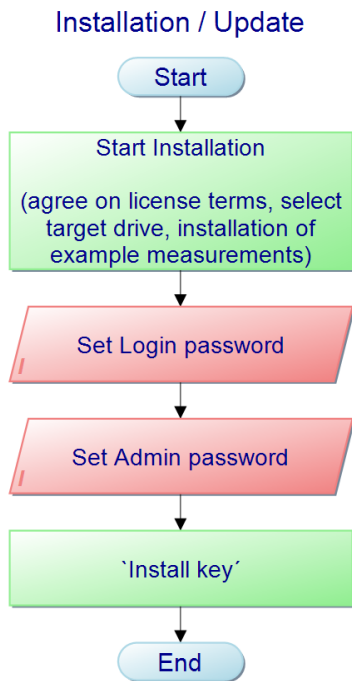 Installation / Update
Start
Start Installation
(agree on license terms, select
target drive, installation of
example measurements)
Set Login password
I
Set Admin password
I
`Install key´
End